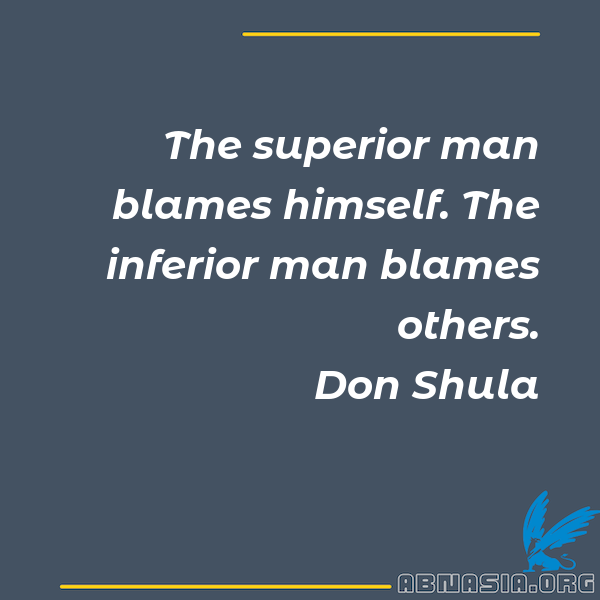 The superior man
blames himself. The
inferior man blames
others.
Don Shula
ABNASIA.ORG